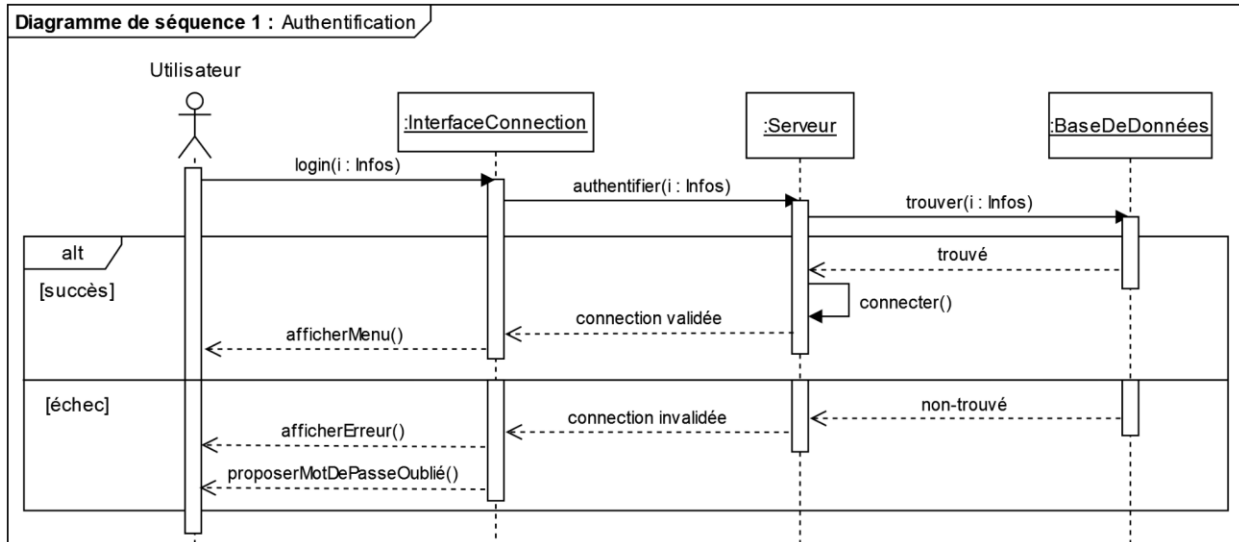 Diagramme de séquence 1 : Authentification
Utilisateur
:InterfaceConnection
:Serveur
:BaseDeDonnées
login(i : Infos)
authentifier(i : Infos)
trouver(i : Infos)
alt
[succès]
trouvé
connecter()
connection validée
afficherMenu()
[échec]
non-trouvé
connection invalidée
afficherErreur()
proposerMotDePasseOublié()